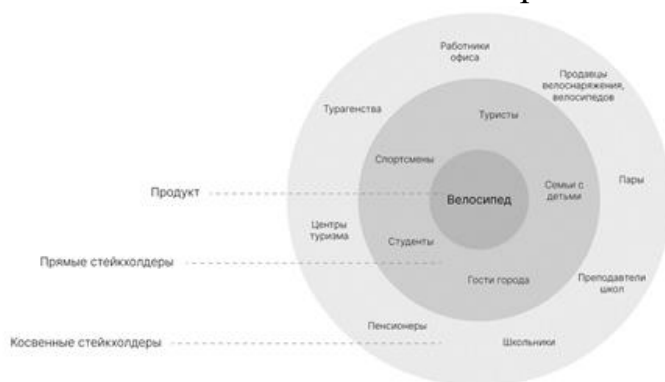 Работники
офиса
Продавцы
велоснаряжения,
велосипедов
Турагенства
Туристы
Спортсмены
Пары
Семьи с
детьми
Продукт
Велосипед
Центры
туризма
Студенты
Прямые стейкхолдеры
Гости города
Преподаватели
школ
Пенсионеры
Косвенные стейкхолдеры
Школьники